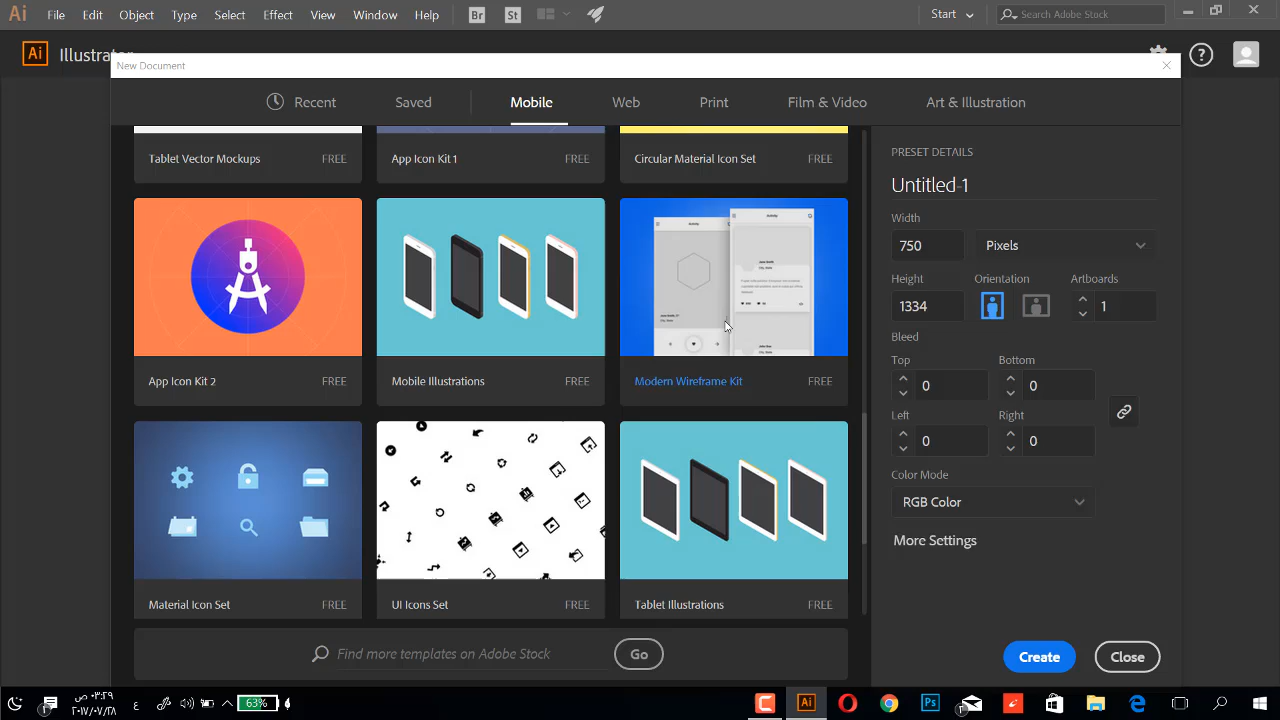 Ai File Edit Object Type Select Effect View Window Help Br St Start Search Adobe Stock
Ai Illustrator
New Document
Recent Saved Mobile Web Print Film & Video Art & Illustration
Tablet Vector Mockups FREE
App Icon Kit 1 FREE
Circular Material Icon Set FREE
App Icon Kit 2 FREE
Mobile Illustrations FREE
Activity
Activity
Modern Wireframe Kit FREE
Material Icon Set FREE
UI Icons Set FREE
Tablet Illustrations FREE
Find more templates on Adobe Stock Go
PRESET DETAILS
Untitled-1
Width
750 Pixels
Height Orientation Artboards
1334 1
Bleed
Top Bottom
0 0
Left Right
0 0
Color Mode
RGB Color
More Settings
Create Close
63% ع
Ai Ps